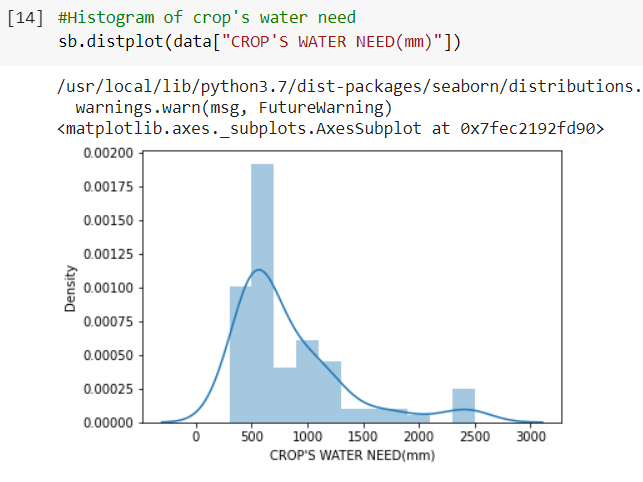 [14] #Histogram of crop's water need
sb.distplot(data["CROP'S WATER NEED(mm)"])
/usr/local/lib/python3.7/dist-packages/seaborn/distributions.
warnings.warn(msg, FutureWarning)
<matplotlib.axes._subplots.AxesSubplot at 0x7fec2192fd90>
0.00200
0.00175
0.00150
0.00125
0.00100
0.00075
0.00050
0.00025
0.00000
Density
0 500 1000 1500 2000 2500 3000
CROP'S WATER NEED(mm)